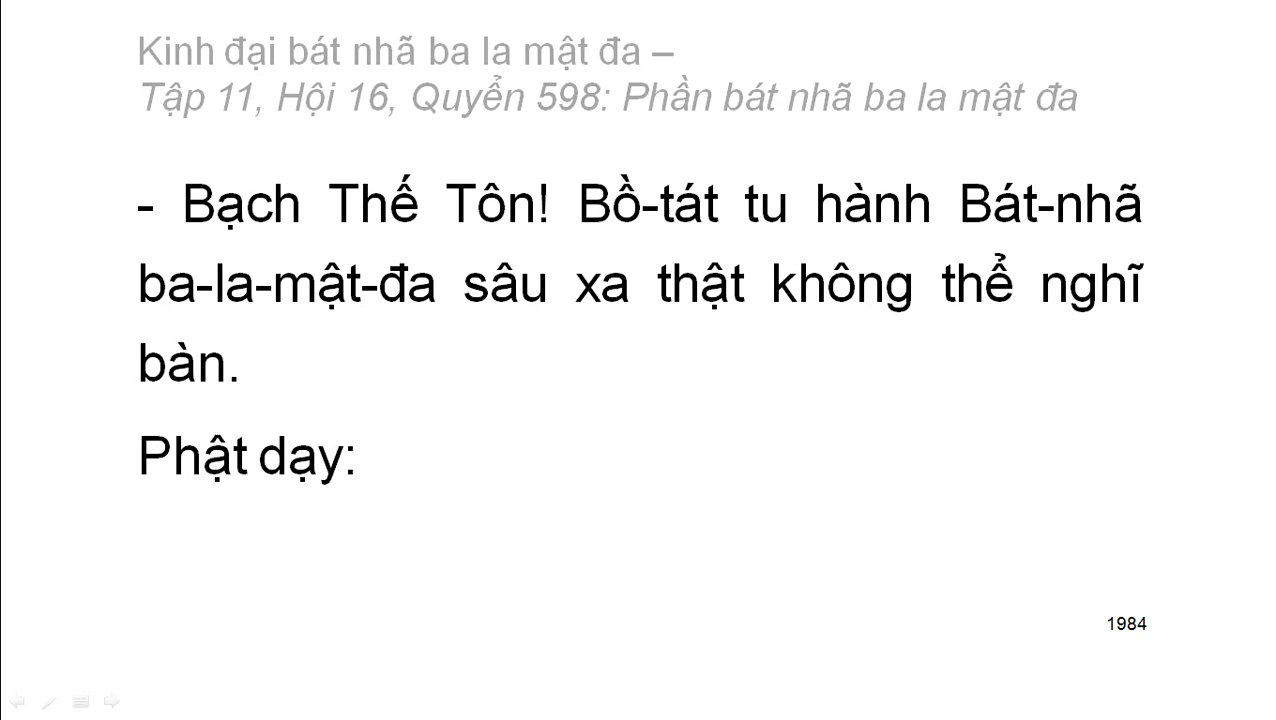 Kinh đại bát nhã ba la mật đa –
Tập 11, Hội 16, Quyển 598: Phần bát nhã ba la mật đa
- Bạch Thế Tôn! Bồ-tát tu hành Bát-nhã
ba-la-mật-đa sâu xa thật không thể nghĩ
bàn.
Phật dạy:
1984